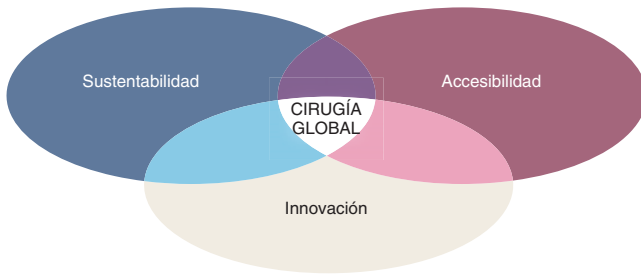 Sustentabilidad
Accesibilidad
CIRUGÍA
GLOBAL
Innovación